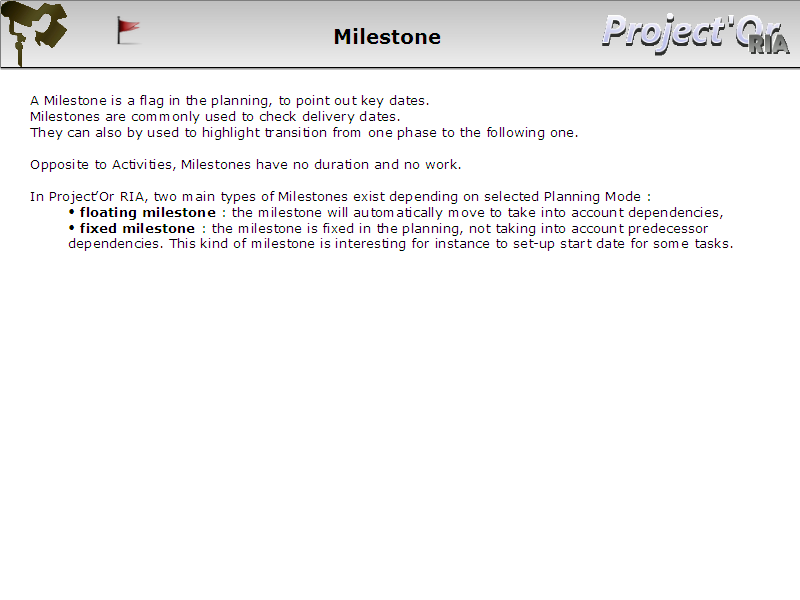 Milestone
Project'Or
RIA
A Milestone is a flag in the planning, to point out key dates.
Milestones are commonly used to check delivery dates.
They can also by used to highlight transition from one phase to the following one.
Opposite to Activities, Milestones have no duration and no work.
In Project'Or RIA, two main types of Milestones exist depending on selected Planning Mode :
• floating milestone : the milestone will automatically move to take into account dependencies,
• fixed milestone : the milestone is fixed in the planning, not taking into account predecessor
dependencies. This kind of milestone is interesting for instance to set-up start date for some tasks.